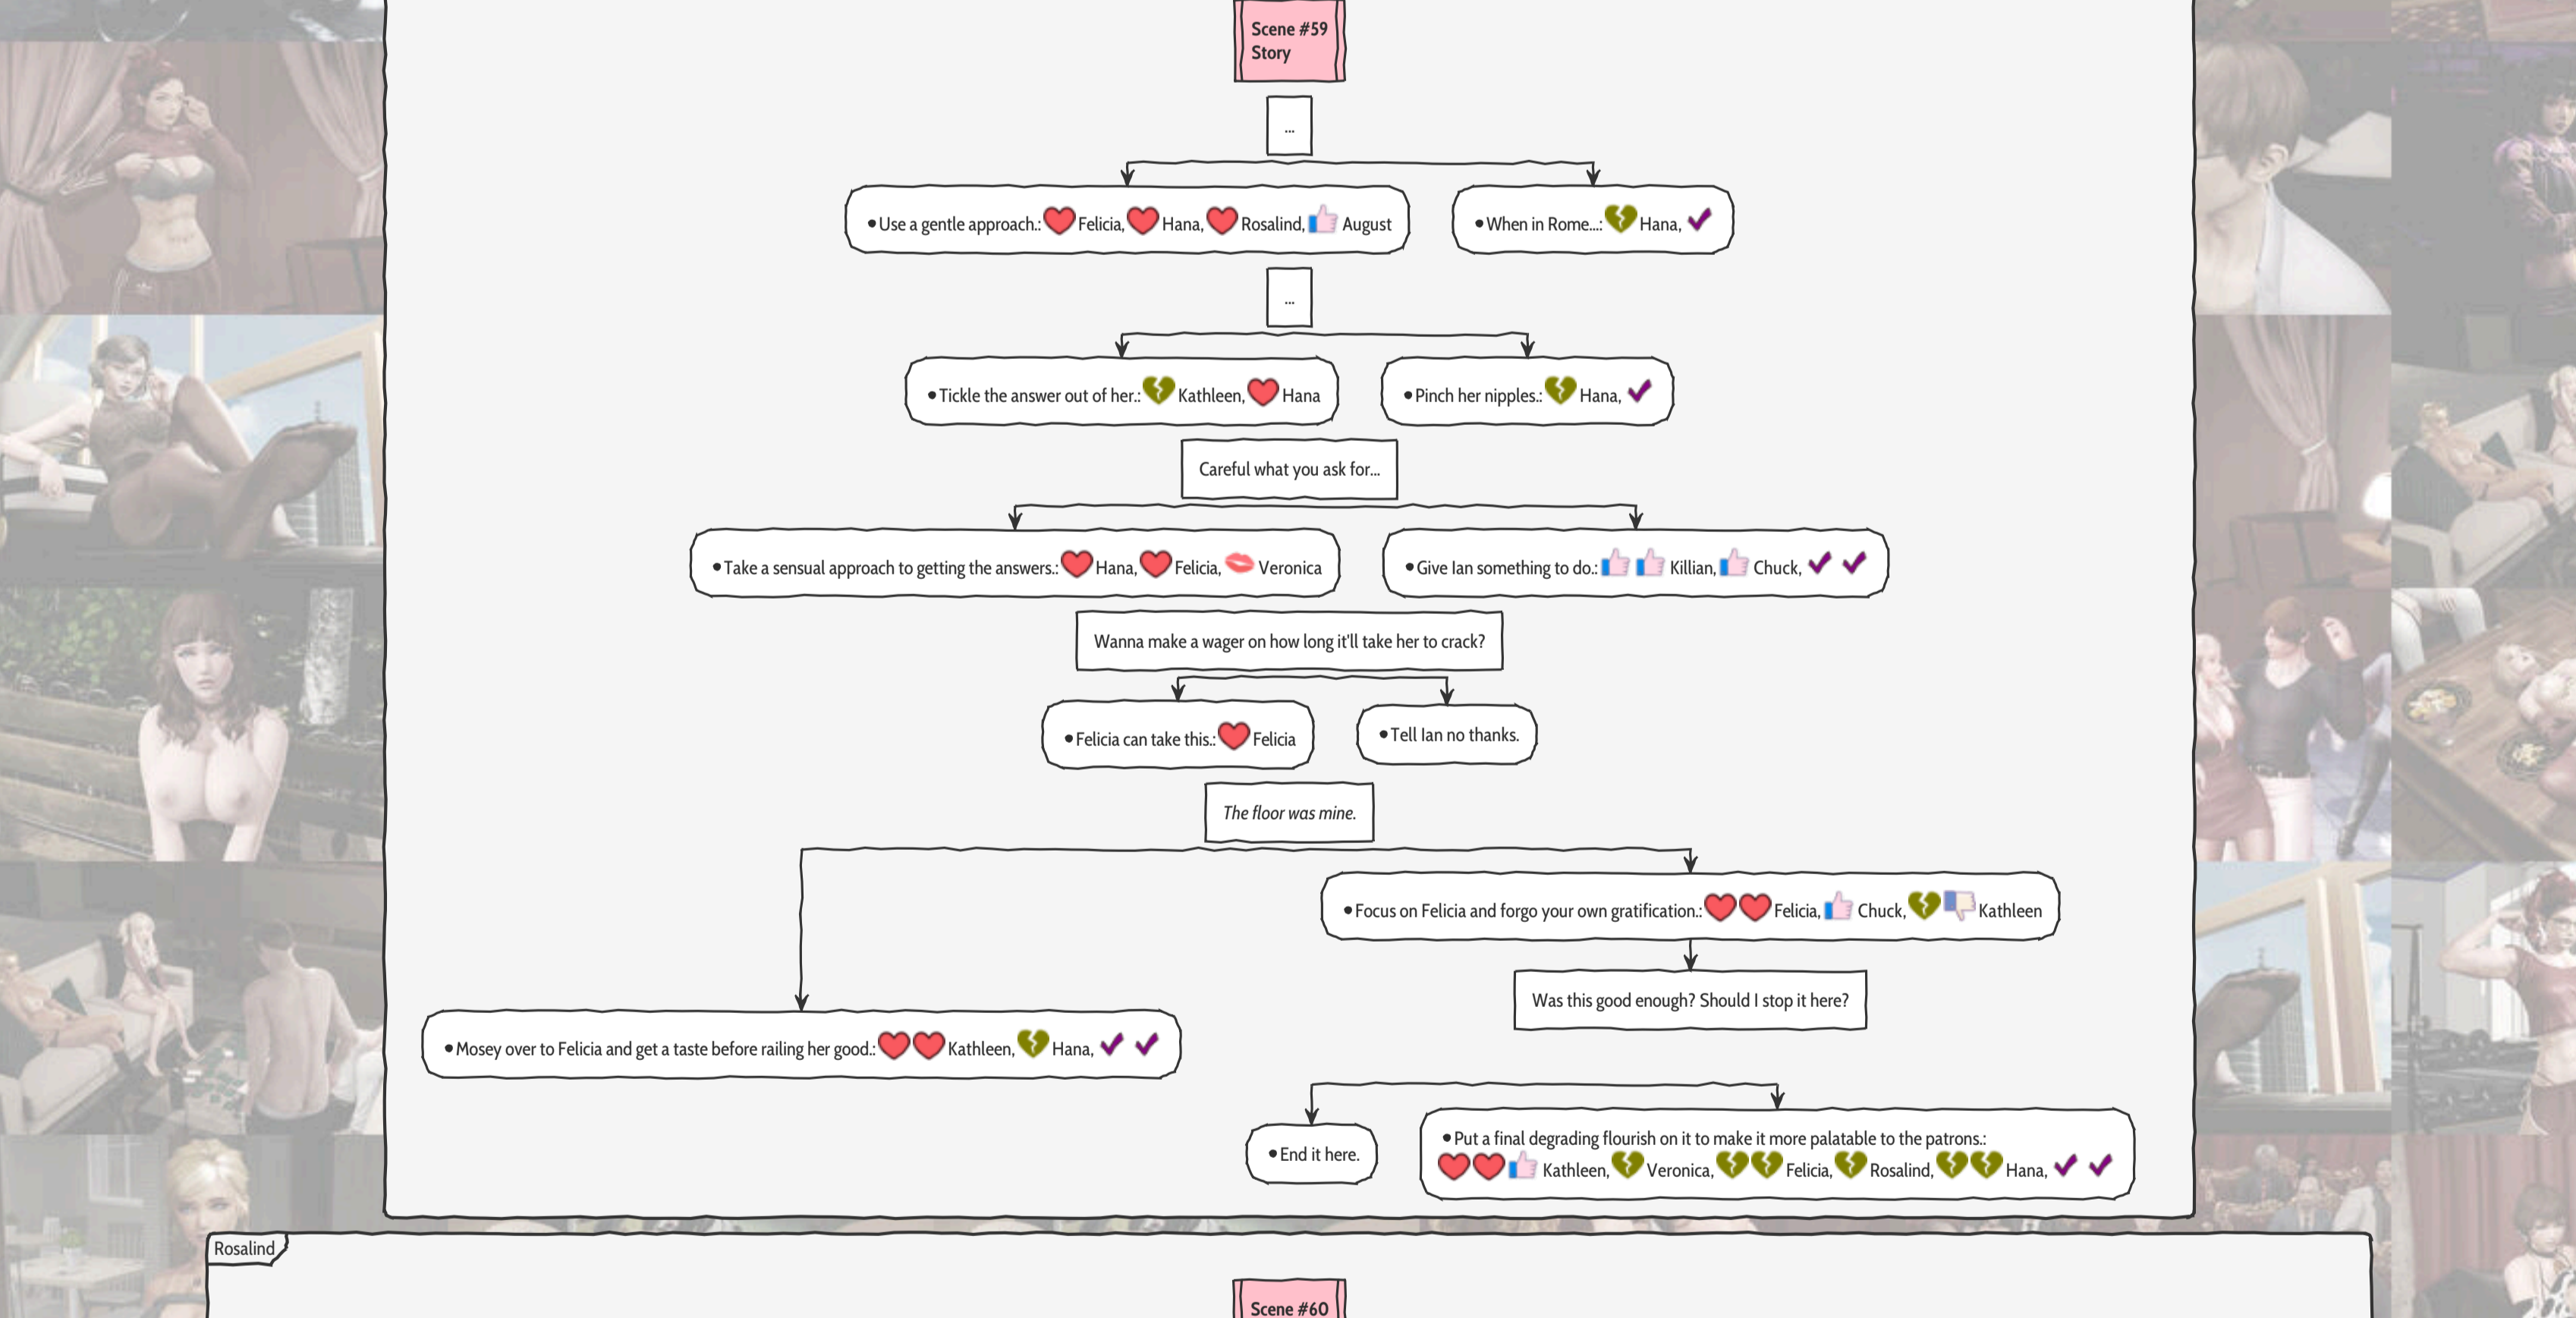 Scene #59
Story
...
•Use a gentle approach.: Felicia, Hana, Rosalind, August
•When in Rome...: Hana,
...
•Tickle the answer out of her.: Kathleen, Hana
•Pinch her nipples.: Hana,
Careful what you ask for...
•Take a sensual approach to getting the answers.: Hana, Felicia, Veronica
•Give Ian something to do.: Killian, Chuck,
Wanna make a wager on how long it'll take her to crack?
•Felicia can take this.: Felicia
•Tell Ian no thanks.
The floor was mine.
•Focus on Felicia and forgo your own gratification.: Felicia, Chuck, Kathleen
Was this good enough? Should I stop it here?
•Mosey over to Felicia and get a taste before railing her good.: Kathleen, Hana,
•End it here.
•Put a final degrading flourish on it to make it more palatable to the patrons.:
Kathleen, Veronica, Felicia, Rosalind, Hana,
Rosalind
Scene #60